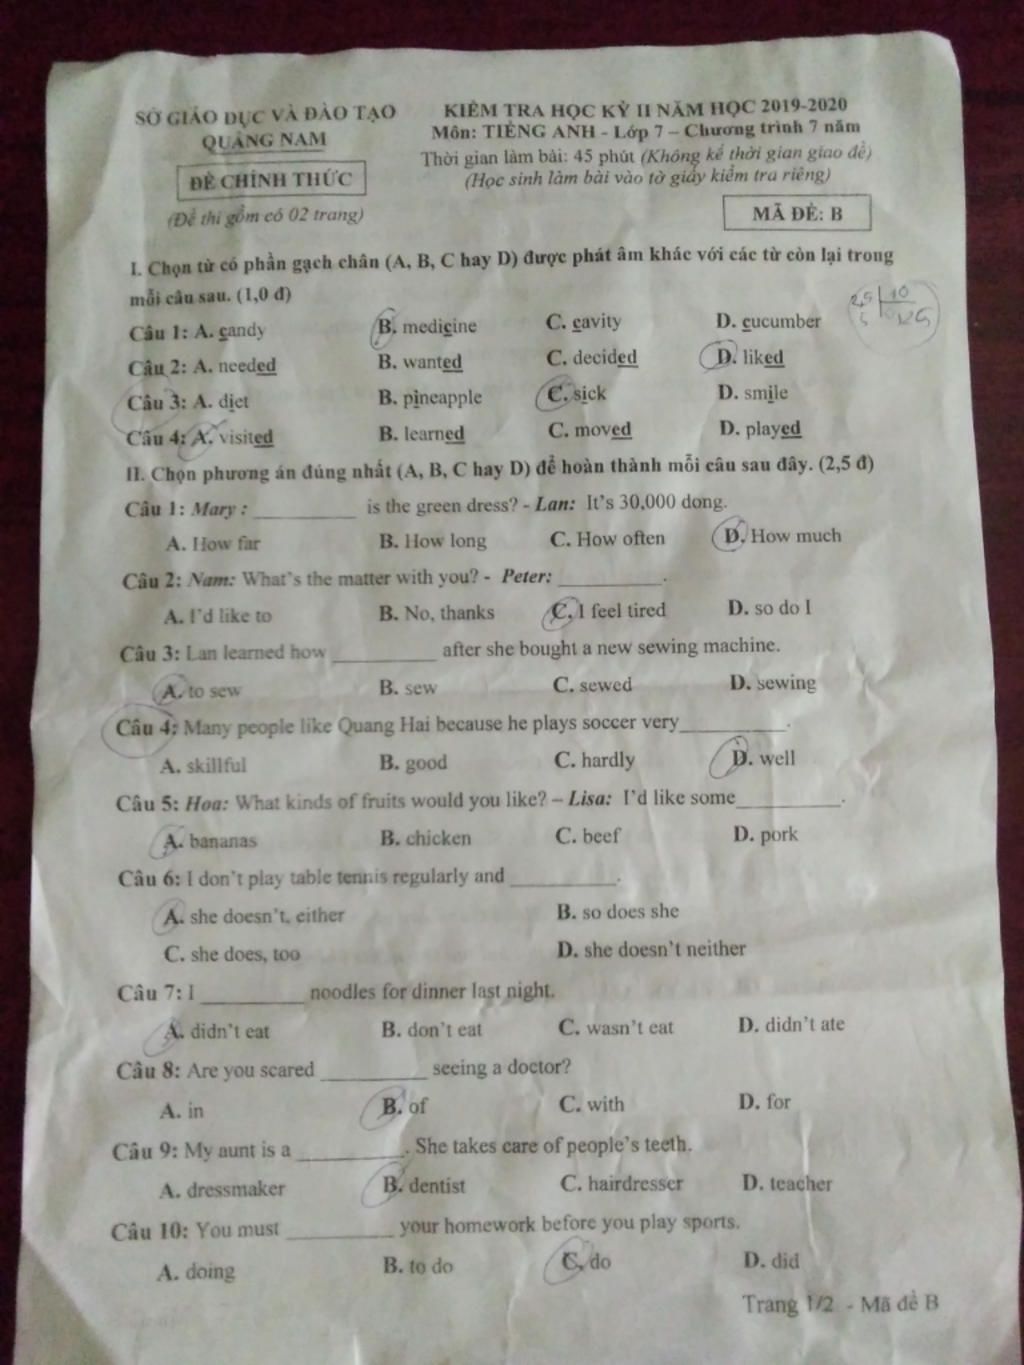 SỞ GIÁO DỤC VÀ ĐÀO TẠO
QUẢNG NAM
ĐỀ CHÍNH THỨC
(Đề thi gồm có 02 trang)
KIỂM TRA HỌC KỲ II NĂM HỌC 2019-2020
Môn: TIẾNG ANH - Lớp 7 – Chương trình 7 năm
Thời gian làm bài: 45 phút (Không kể thời gian giao đề)
(Học sinh làm bài vào tờ giấy kiểm tra riêng)
MÃ ĐỀ: B
I. Chọn từ có phần gạch chân (A, B, C hay D) được phát âm khác với các từ còn lại trong
mỗi câu sau. (1,0 đ)
Câu 1: A. candy B. medicine C. cavity D. cucumber
Câu 2: A. needed B. wanted C. decided D. liked
Câu 3: A. diet B. pineapple C. sick D. smile
Câu 4: A. visited B. learned C. moved D. played
II. Chọn phương án đúng nhất (A, B, C hay D) để hoàn thành mỗi câu sau đây. (2,5 đ)
Câu 1: Mary : __________ is the green dress? - Lan: It's 30,000 dong.
A. How far B. How long C. How often D. How much
Câu 2: Nam: What's the matter with you? - Peter: __________.
A. I'd like to B. No, thanks C. I feel tired D. so do I
Câu 3: Lan learned how __________ after she bought a new sewing machine.
A. to sew B. sew C. sewed D. sewing
Câu 4: Many people like Quang Hai because he plays soccer very__________.
A. skillful B. good C. hardly D. well
Câu 5: Hoa: What kinds of fruits would you like? – Lisa: I'd like some__________.
A. bananas B. chicken C. beef D. pork
Câu 6: I don't play table tennis regularly and __________.
A. she doesn't, either B. so does she
C. she does, too D. she doesn't neither
Câu 7: I __________ noodles for dinner last night.
A. didn't eat B. don't eat C. wasn't eat D. didn't ate
Câu 8: Are you scared __________ seeing a doctor?
A. in B. of C. with D. for
Câu 9: My aunt is a __________. She takes care of people's teeth.
A. dressmaker B. dentist C. hairdresser D. teacher
Câu 10: You must __________ your homework before you play sports.
A. doing B. to do C. do D. did
Trang 1/2 - Mã đề B